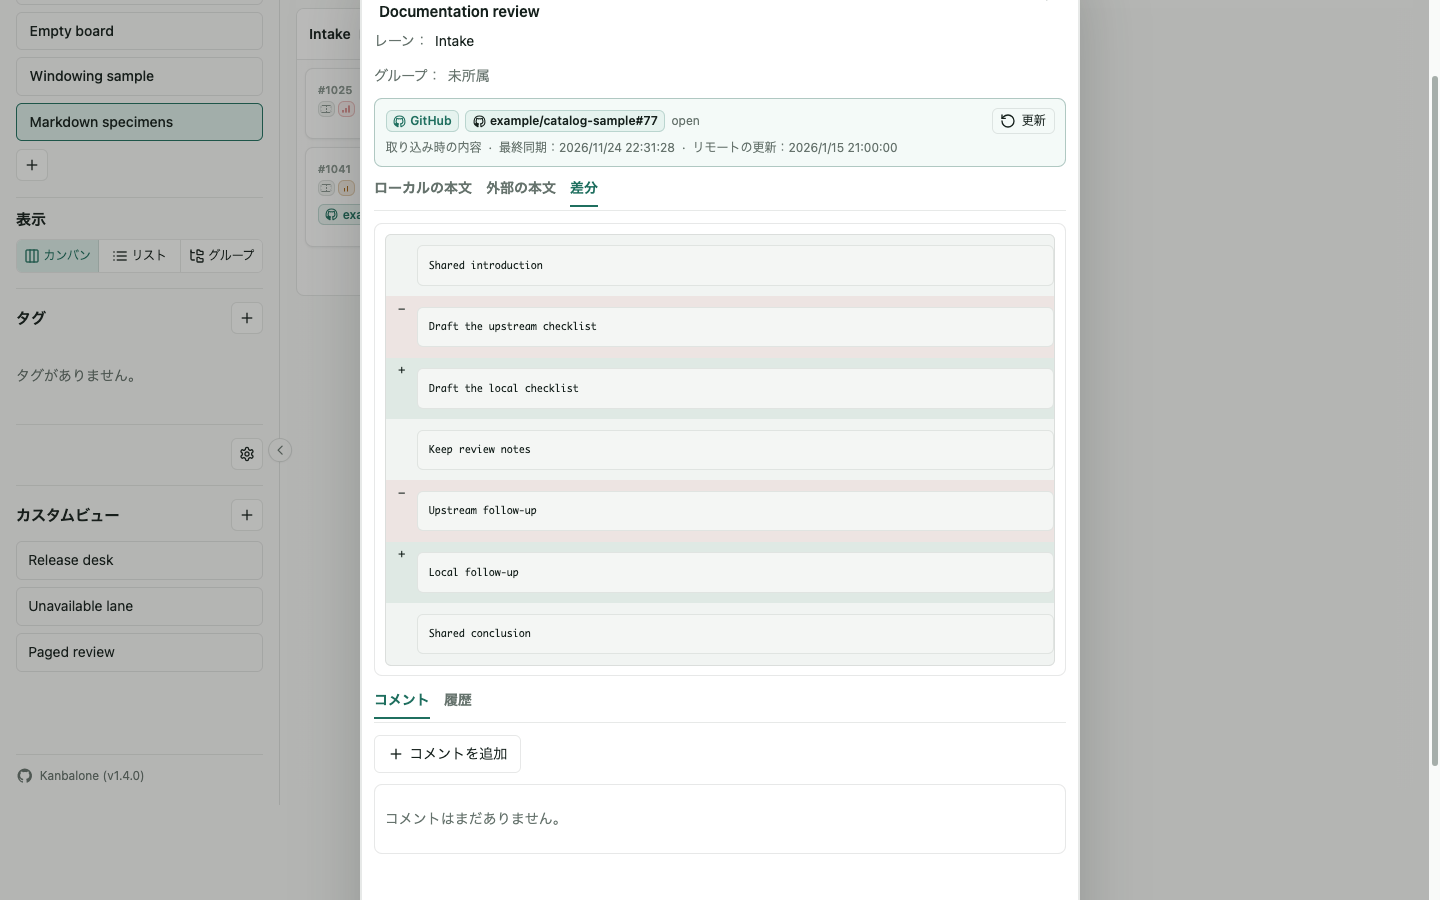 Empty board
Windowing sample
Markdown specimens
表示
カンバン
リスト
グループ
タグ
タグがありません。
カスタムビュー
Release desk
Unavailable lane
Paged review
Kanbalone (v1.4.0)
Intake
#1025
#1041
exa
Documentation review
レーン： Intake
グループ： 未所属
GitHub example/catalog-sample#77 open
更新
取り込み時の内容 · 最終同期：2026/11/24 22:31:28 · リモートの更新：2026/1/15 21:00:00
ローカルの本文 外部の本文 差分
Shared introduction
− Draft the upstream checklist
+ Draft the local checklist
Keep review notes
− Upstream follow-up
+ Local follow-up
Shared conclusion
コメント 履歴
+ コメントを追加
コメントはまだありません。